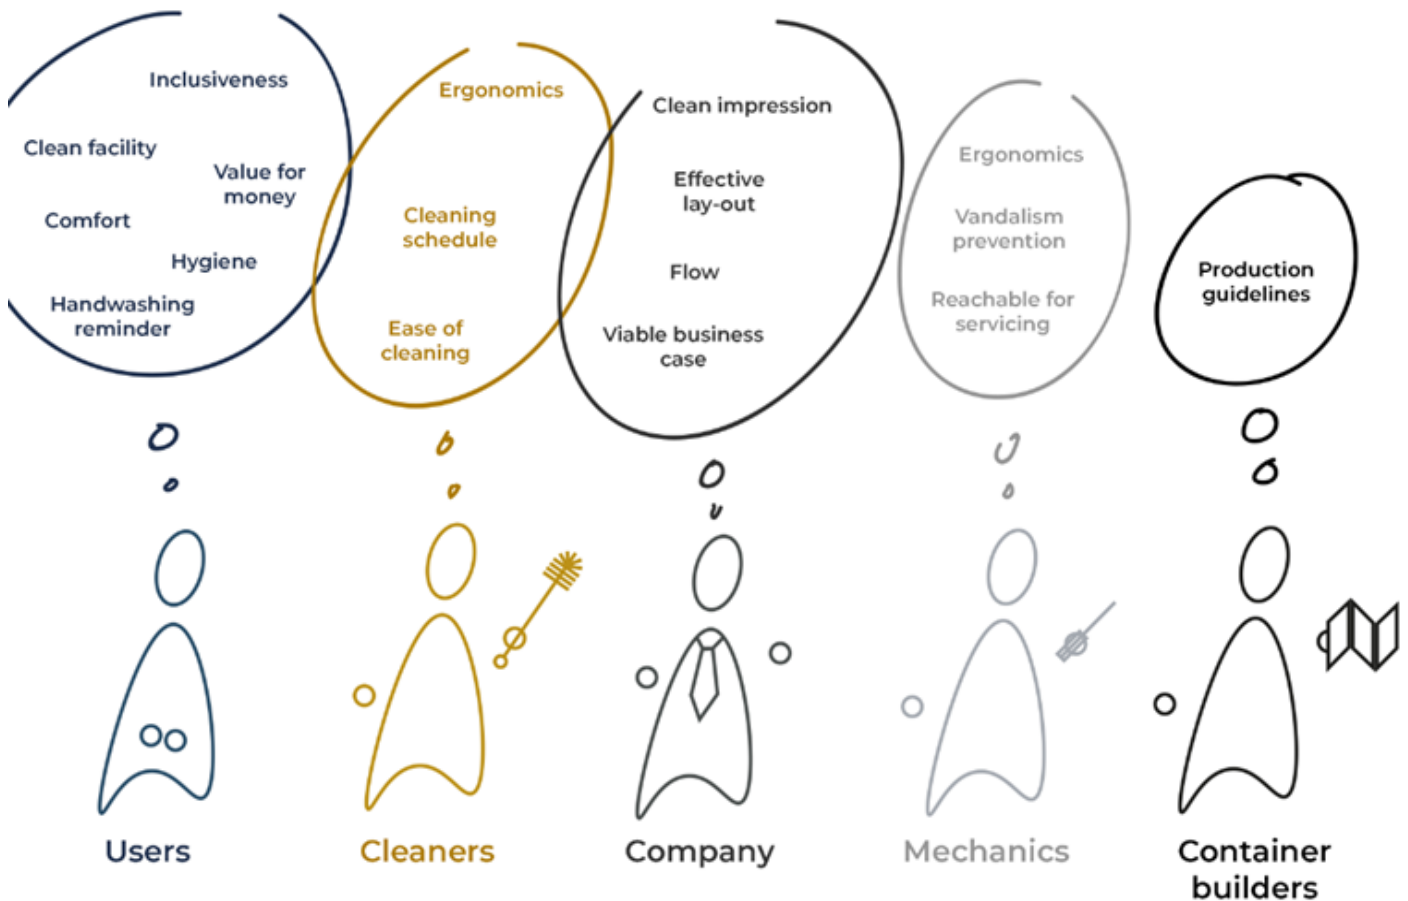 Inclusiveness
Clean facility
Value for
money
Comfort
Hygiene
Handwashing
reminder
Ergonomics
Cleaning
schedule
Ease of
cleaning
Clean impression
Effective
lay-out
Flow
Viable business
case
Ergonomics
Vandalism
prevention
Reachable for
servicing
Production
guidelines
Users
Cleaners
Company
Mechanics
Container
builders